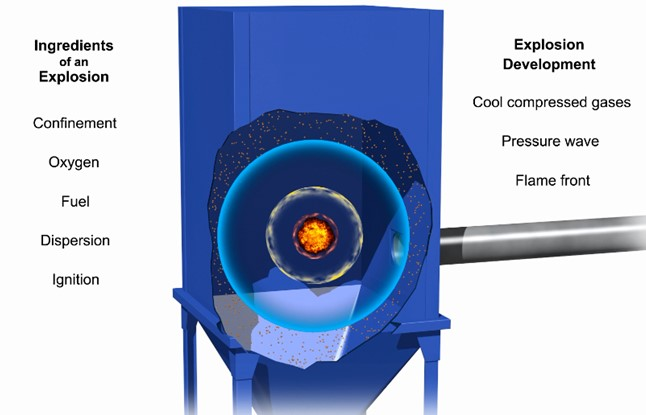 Ingredients
of an
Explosion
Confinement
Oxygen
Fuel
Dispersion
Ignition
Explosion
Development
Cool compressed gases
Pressure wave
Flame front